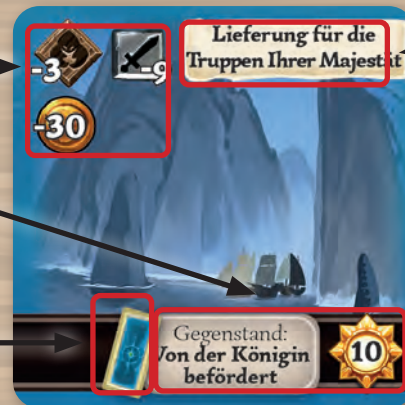 -3
-9
Lieferung für die
Truppen Ihrer Majestät
-30
Gegenstand:
Von der Königin
befördert
10